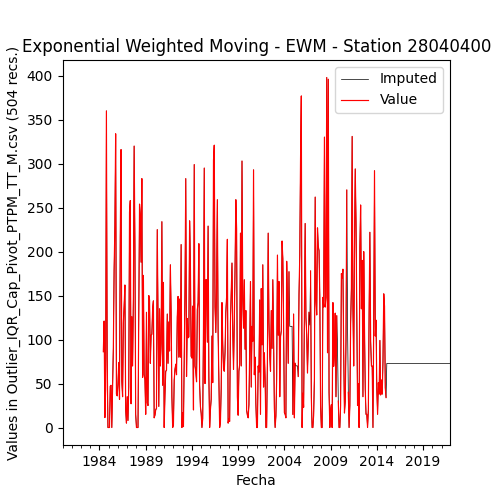 Exponential Weighted Moving - EWM - Station 28040400
Imputed
Value
Values in Outlier_IQR_Cap_Pivot_PTPM_TT_M.csv (504 recs.)
400
350
300
250
200
150
100
50
0
1984 1989 1994 1999 2004 2009 2014 2019
Fecha